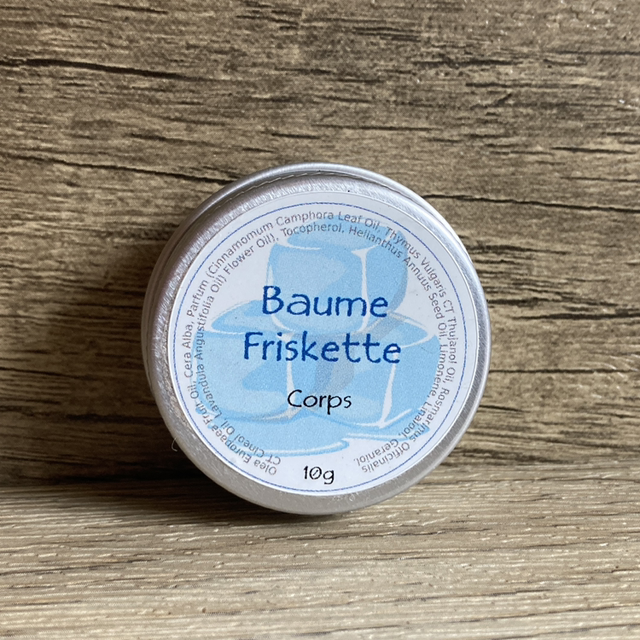 Olea Europaea Fruit Oil, Cera Alba, Parfum (Cinnamomum Camphora Leaf Oil, Thymus Vulgaris CT Thujanol Oil, Rosmarinus Officinalis
CT Cineol Oil Lavandula Angustifolia Oil) Flower Oil), Tocopherol, Helianthus Annuus Seed Oil, Limonene, Linalool, Geraniol.
Baume
Friskette
Corps
10g